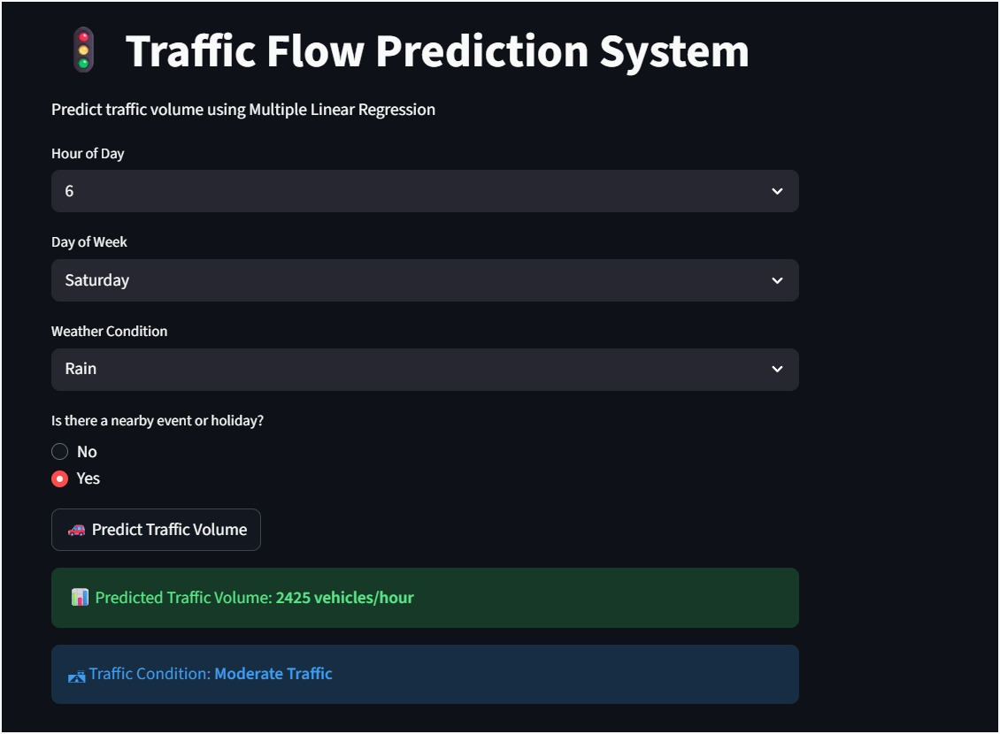 Traffic Flow Prediction System
Predict traffic volume using Multiple Linear Regression
Hour of Day
6
Day of Week
Saturday
Weather Condition
Rain
Is there a nearby event or holiday?
No
Yes
Predict Traffic Volume
Predicted Traffic Volume: 2425 vehicles/hour
Traffic Condition: Moderate Traffic